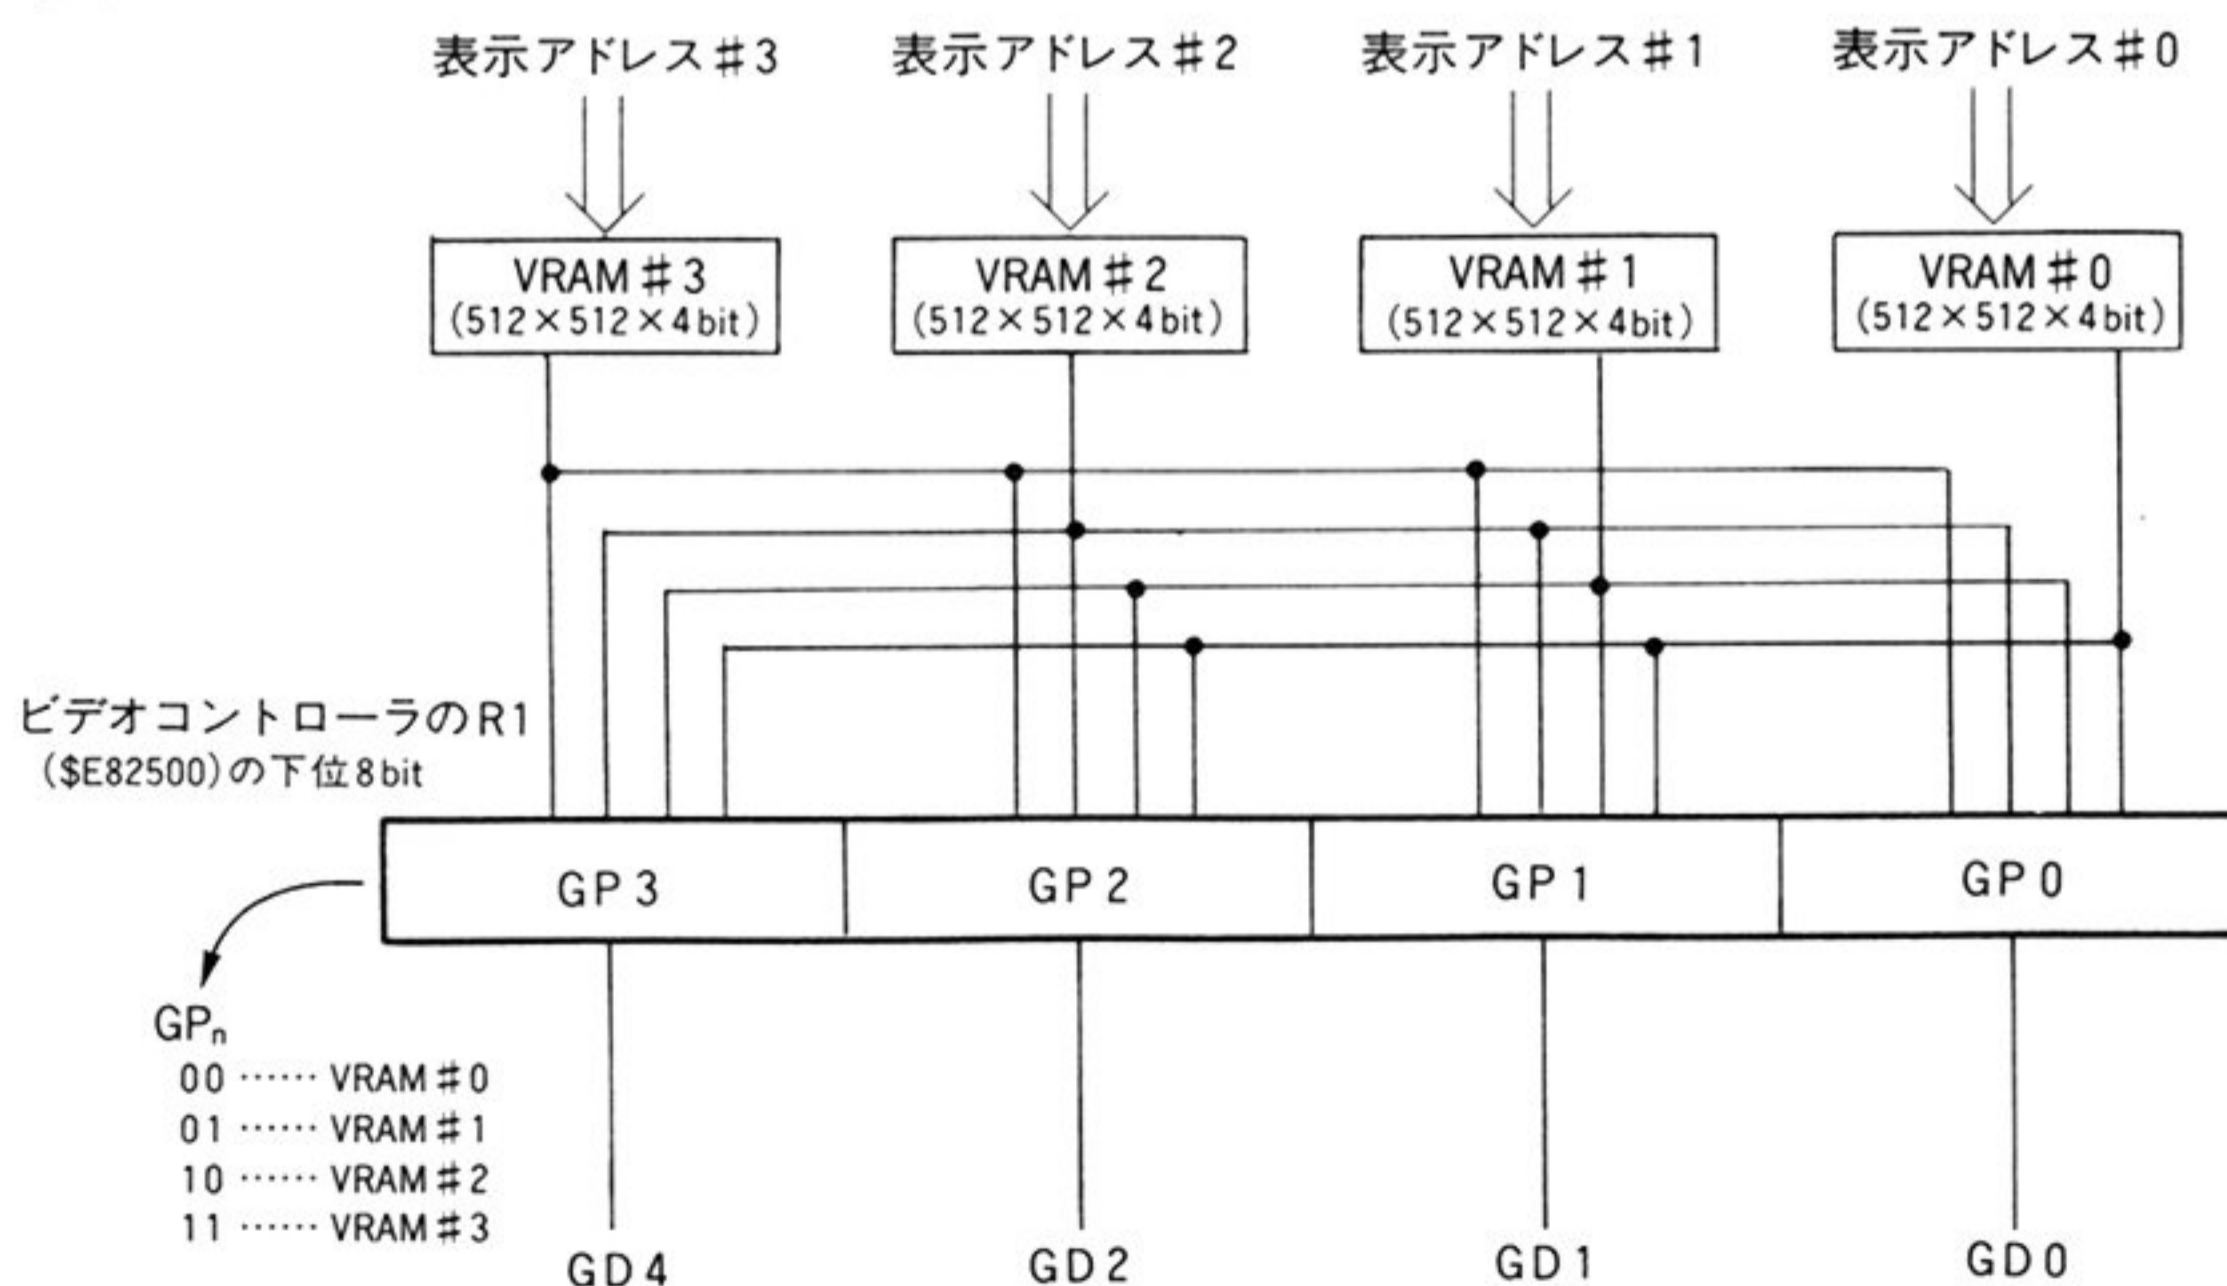 表示アドレス#3
表示アドレス#2
表示アドレス#1
表示アドレス#0
VRAM#3
(512×512×4bit)
VRAM#2
(512×512×4bit)
VRAM#1
(512×512×4bit)
VRAM#0
(512×512×4bit)
ビデオコントローラのR1
($E82500)の下位8bit
GP3
GP2
GP1
GP0
GPn
00 …… VRAM#0
01 …… VRAM#1
10 …… VRAM#2
11 …… VRAM#3
GD4
GD2
GD1
GD0